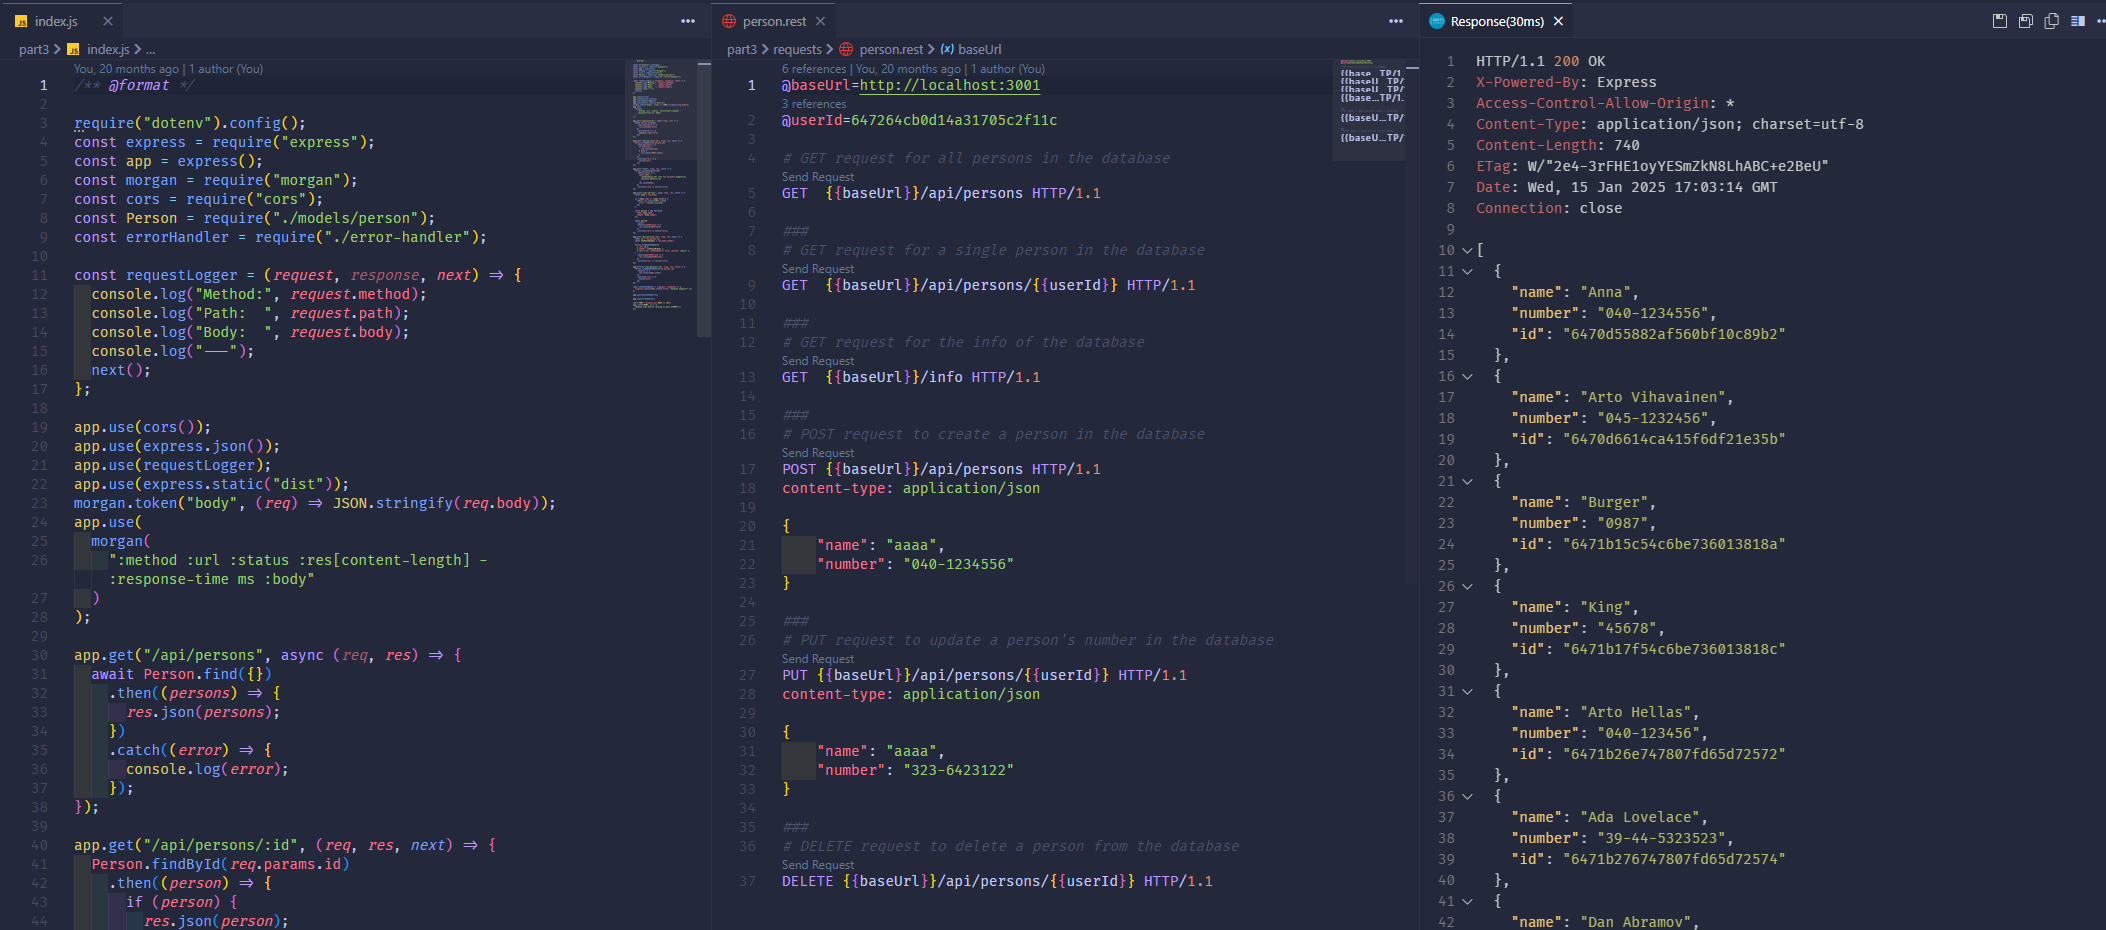 index.js
part3 > index.js > ...
You, 20 months ago | 1 author (You)
1 /** @format */
2
3 require("dotenv").config();
4 const express = require("express");
5 const app = express();
6 const morgan = require("morgan");
7 const cors = require("cors");
8 const Person = require("./models/person");
9 const errorHandler = require("./error-handler");
10
11 const requestLogger = (request, response, next) => {
12 console.log("Method:", request.method);
13 console.log("Path:  ", request.path);
14 console.log("Body:  ", request.body);
15 console.log("---");
16 next();
17 };
18
19 app.use(cors());
20 app.use(express.json());
21 app.use(requestLogger);
22 app.use(express.static("dist"));
23 morgan.token("body", (req) => JSON.stringify(req.body));
24 app.use(
25 morgan(
26 ":method :url :status :res[content-length] -
:response-time ms :body"
27 )
28 );
29
30 app.get("/api/persons", async (req, res) => {
31 await Person.find({})
32 .then((persons) => {
33 res.json(persons);
34 })
35 .catch((error) => {
36 console.log(error);
37 });
38 });
39
40 app.get("/api/persons/:id", (req, res, next) => {
41 Person.findById(req.params.id)
42 .then((person) => {
43 if (person) {
44 res.json(person);
person.rest
part3 > requests > person.rest > baseUrl
6 references | You, 20 months ago | 1 author (You)
1 @baseUrl=http://localhost:3001
3 references
2 @userId=647264cb0d14a31705c2f11c
3
4 # GET request for all persons in the database
Send Request
5 GET  {{baseUrl}}/api/persons HTTP/1.1
6
7 ###
8 # GET request for a single person in the database
Send Request
9 GET  {{baseUrl}}/api/persons/{{userId}} HTTP/1.1
10
11 ###
12 # GET request for the info of the database
Send Request
13 GET  {{baseUrl}}/info HTTP/1.1
14
15 ###
16 # POST request to create a person in the database
Send Request
17 POST {{baseUrl}}/api/persons HTTP/1.1
18 content-type: application/json
19
20 {
21 "name": "aaaa",
22 "number": "040-1234556"
23 }
24
25 ###
26 # PUT request to update a person's number in the database
Send Request
27 PUT {{baseUrl}}/api/persons/{{userId}} HTTP/1.1
28 content-type: application/json
29
30 {
31 "name": "aaaa",
32 "number": "323-6423122"
33 }
34
35 ###
36 # DELETE request to delete a person from the database
Send Request
37 DELETE {{baseUrl}}/api/persons/{{userId}} HTTP/1.1
Response(30ms)
1 HTTP/1.1 200 OK
2 X-Powered-By: Express
3 Access-Control-Allow-Origin: *
4 Content-Type: application/json; charset=utf-8
5 Content-Length: 740
6 ETag: W/"2e4-3rFHE1oyYESmZkN8LhABC+e2BeU"
7 Date: Wed, 15 Jan 2025 17:03:14 GMT
8 Connection: close
9
10 [
11 {
12 "name": "Anna",
13 "number": "040-1234556",
14 "id": "6470d55882af560bf10c89b2"
15 },
16 {
17 "name": "Arto Vihavainen",
18 "number": "045-1232456",
19 "id": "6470d6614ca415f6df21e35b"
20 },
21 {
22 "name": "Burger",
23 "number": "0987",
24 "id": "6471b15c54c6be736013818a"
25 },
26 {
27 "name": "King",
28 "number": "45678",
29 "id": "6471b17f54c6be736013818c"
30 },
31 {
32 "name": "Arto Hellas",
33 "number": "040-123456",
34 "id": "6471b26e747807fd65d72572"
35 },
36 {
37 "name": "Ada Lovelace",
38 "number": "39-44-5323523",
39 "id": "6471b276747807fd65d72574"
40 },
41 {
42 "name": "Dan Abramov",